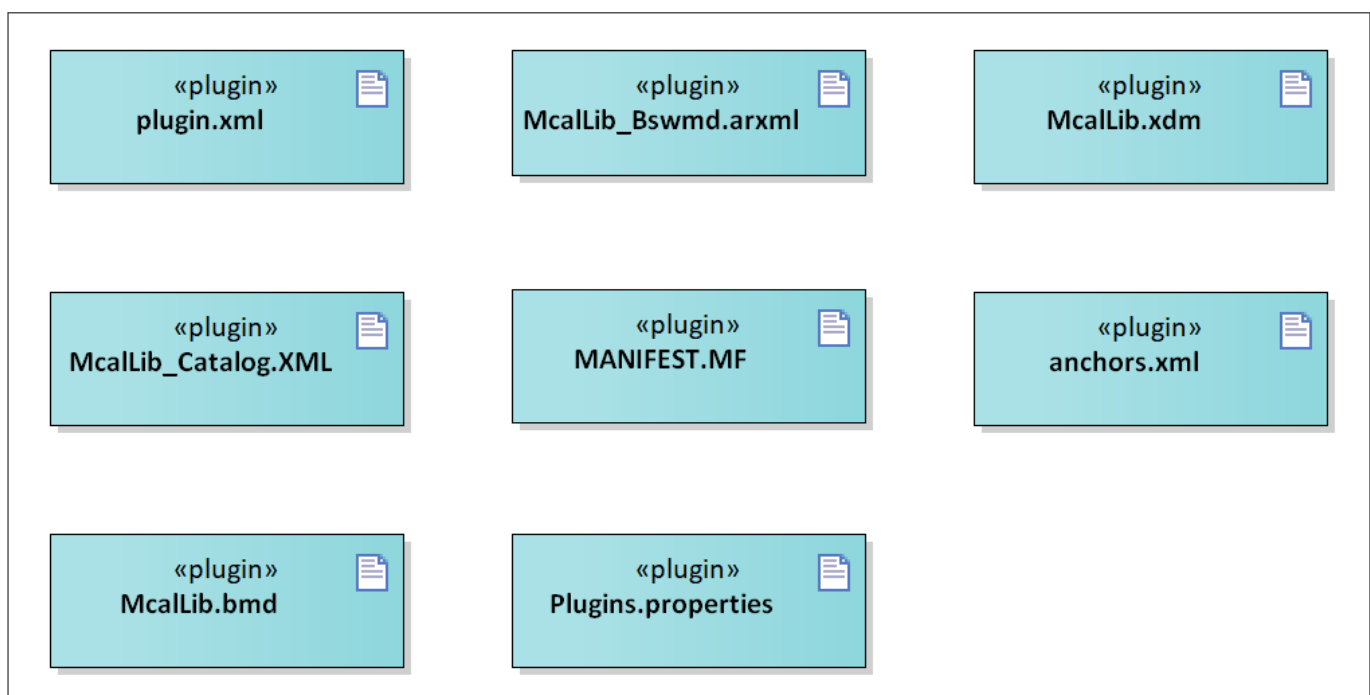 «plugin»
plugin.xml
«plugin»
McalLib_Bswmd.arxml
«plugin»
McalLib.xdm
«plugin»
McalLib_Catalog.XML
«plugin»
MANIFEST.MF
«plugin»
anchors.xml
«plugin»
McalLib.bmd
«plugin»
Plugins.properties